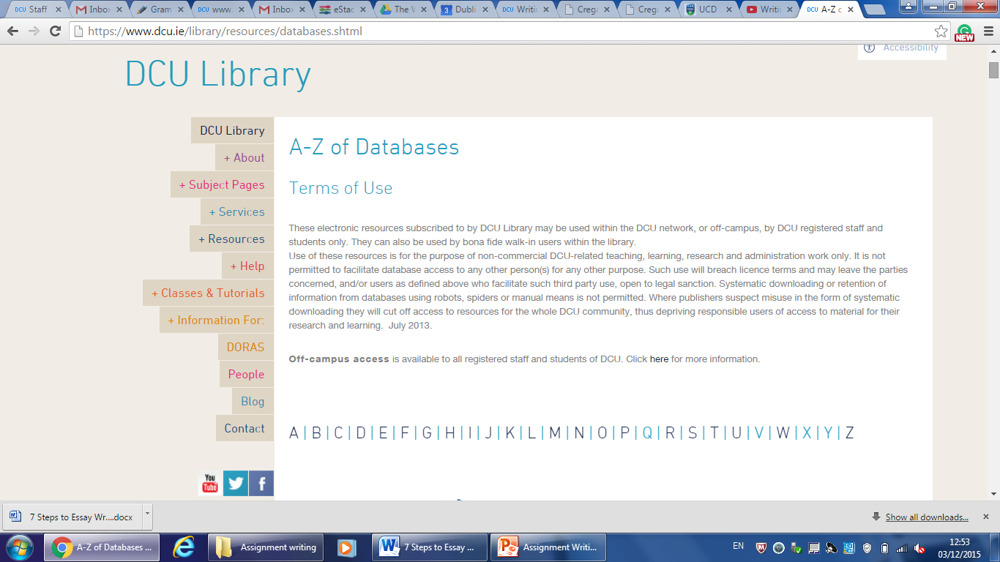 DCU Staff
Inbox
Gram
www.
Inbox
eStac
The W
Dubli
Writi
Crega
Crega
UCD
Writin
A-Z c
https://www.dcu.ie/library/resources/databases.shtml
NEW
Accessibility
DCU Library
DCU Library
+ About
+ Subject Pages
+ Services
+ Resources
+ Help
+ Classes & Tutorials
+ Information For:
DORAS
People
Blog
Contact
You
Tube
A-Z of Databases
Terms of Use
These electronic resources subscribed to by DCU Library may be used within the DCU network, or off-campus, by DCU registered staff and
students only. They can also be used by bona fide walk-in users within the library.
Use of these resources is for the purpose of non-commercial DCU-related teaching, learning, research and administration work only. It is not
permitted to facilitate database access to any other person(s) for any other purpose. Such use will breach licence terms and may leave the parties
concerned, and/or users as defined above who facilitate such third party use, open to legal sanction. Systematic downloading or retention of
information from databases using robots, spiders or manual means is not permitted. Where publishers suspect misuse in the form of systematic
downloading they will cut off access to resources for the whole DCU community, thus depriving responsible users of access to material for their
research and learning. July 2013.
Off-campus access is available to all registered staff and students of DCU. Click here for more information.
A | B | C | D | E | F | G | H | I | J | K | L | M | N | O | P | Q | R | S | T | U | V | W | X | Y | Z
7 Steps to Essay Wr....docx
Show all downloads...
A-Z of Databases ...
Assignment writing
7 Steps to Essay ...
Assignment Writi...
EN
12:53
03/12/2015